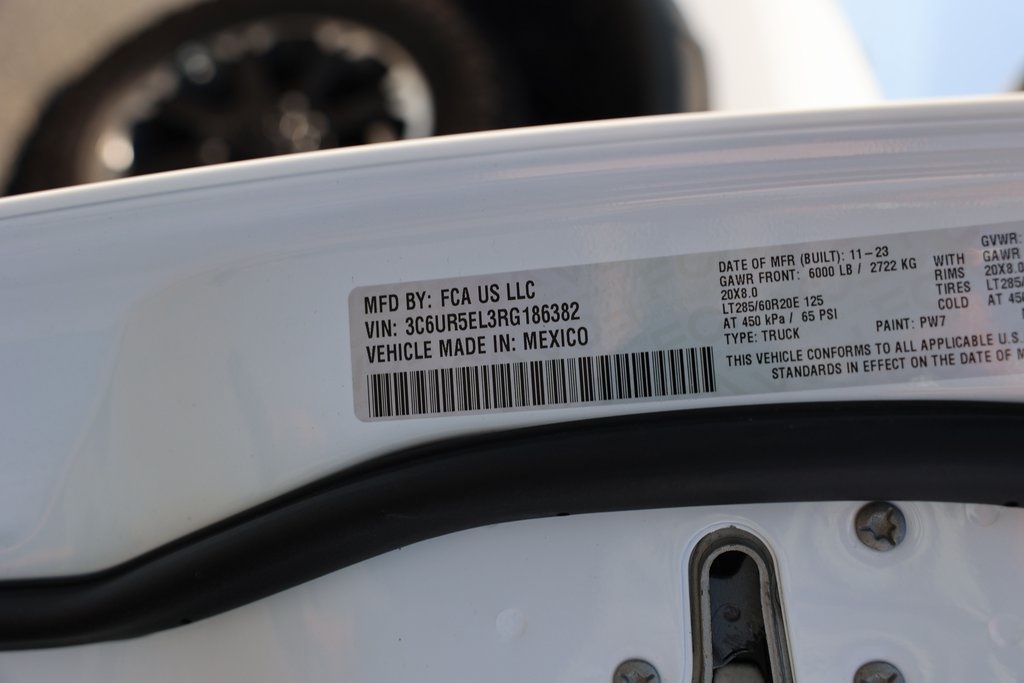 MFD BY: FCA US LLC
VIN: 3C6UR5EL3RG186382
VEHICLE MADE IN: MEXICO
DATE OF MFR (BUILT): 11-23
GAWR FRONT: 6000 LB / 2722 KG WITH
20X8.0 RIMS
LT285/60R20E 125 TIRES
AT 450 kPa / 65 PSI COLD
TYPE: TRUCK PAINT: PW7
THIS VEHICLE CONFORMS TO ALL APPLICABLE U.S.
STANDARDS IN EFFECT ON THE DATE OF M
GVWR:
GAWR
20X8.0
LT285/
AT 45